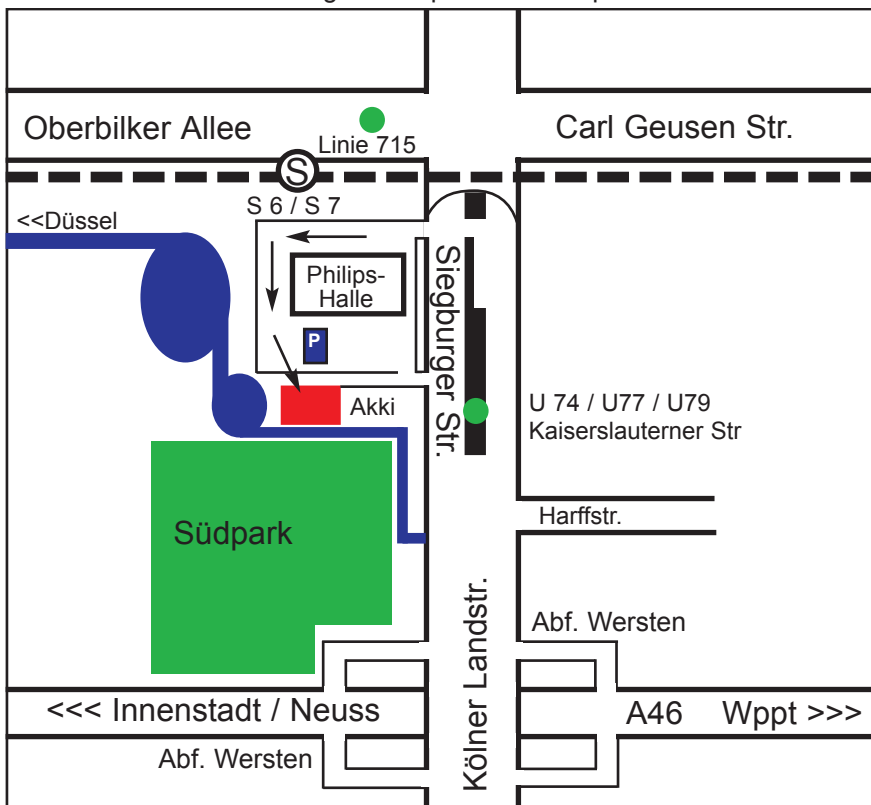 Oberbilker Allee
Carl Geusen Str.
Linie 715
S
S 6 / S 7
<<Düssel
Philips-
Halle
Siegburger Str.
P
Akki
U 74 / U77 / U79
Kaiserslauterner Str
Südpark
Harffstr.
Kölner Landstr.
Abf. Wersten
<<< Innenstadt / Neuss
A46 Wppt >>>
Abf. Wersten